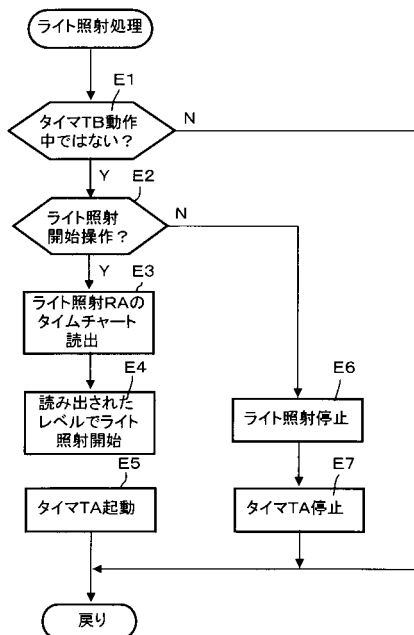 ライト照射処理
E1
タイマTB動作
中ではない？
N
Y
E2
ライト照射
開始操作？
N
Y
E3
ライト照射RAの
タイムチャート
読出
E4
読み出された
レベルでライト
照射開始
E6
ライト照射停止
E5
タイマTA起動
E7
タイマTA停止
戻り